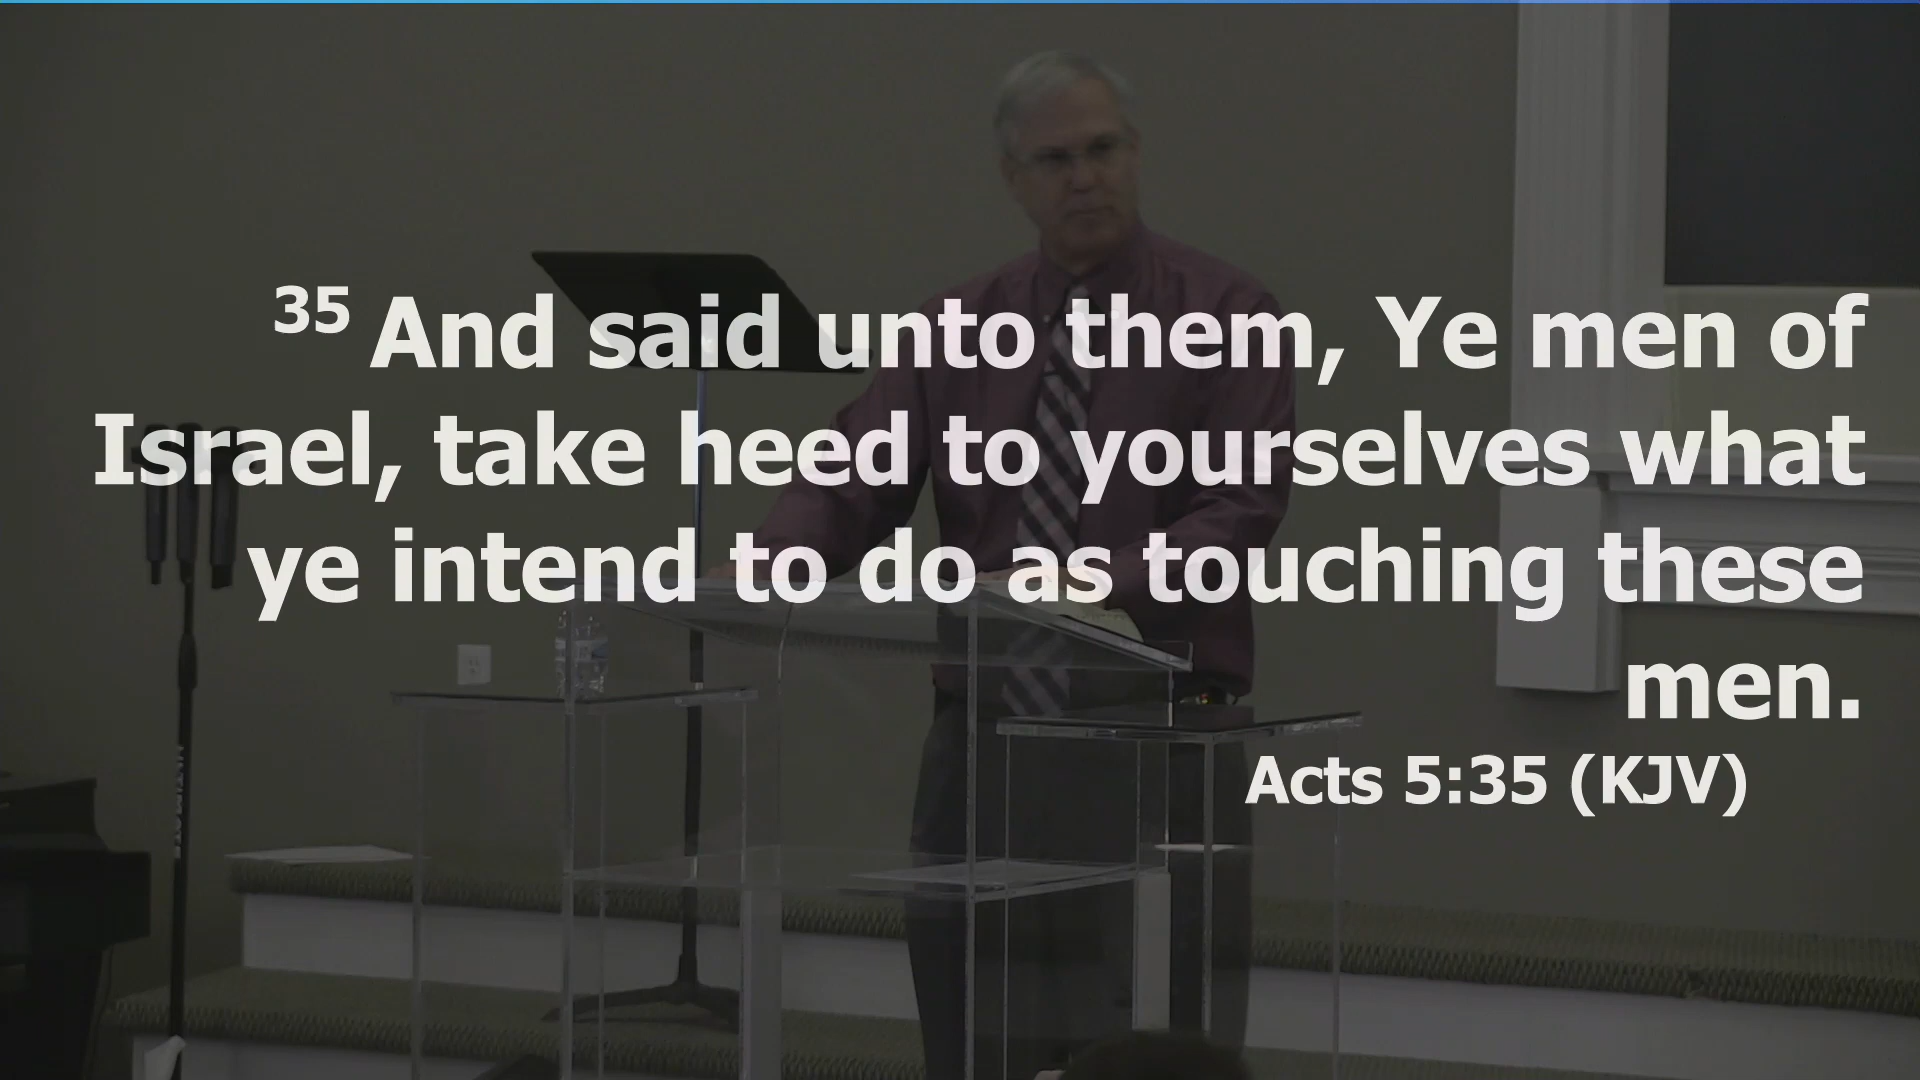 35 And said unto them, Ye men of
Israel, take heed to yourselves what
ye intend to do as touching these
men.
Acts 5:35 (KJV)